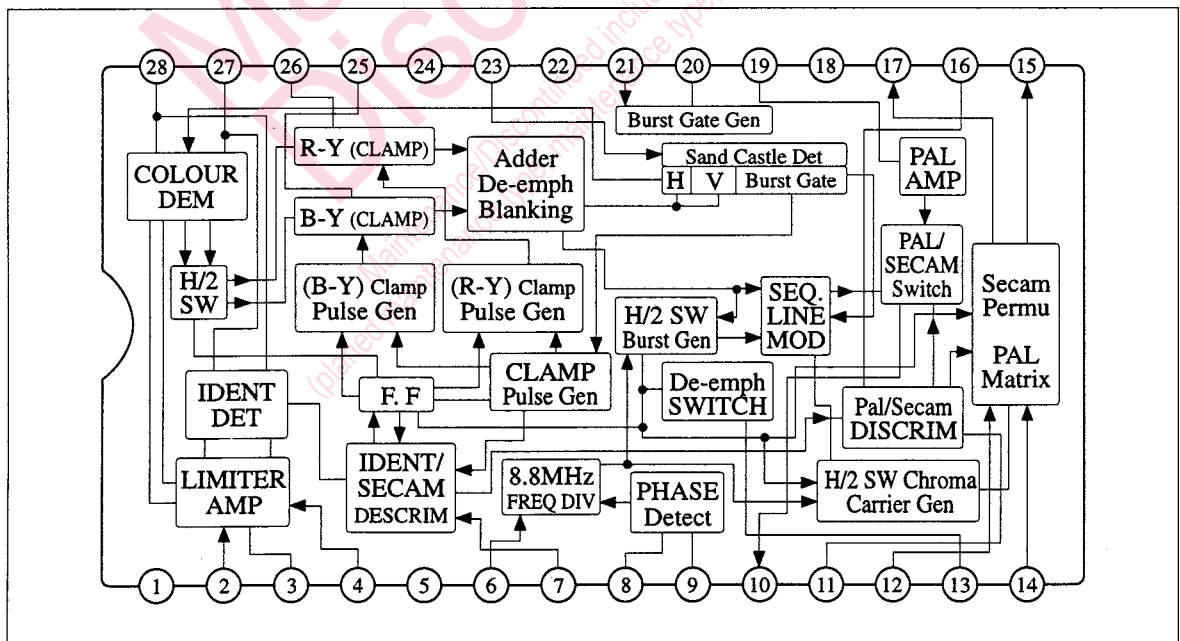 28 27 26 25 24 23 22 21 20 19 18 17 16 15
Burst Gate Gen
R-Y (CLAMP)
Adder
De-emph
Blanking
Sand Castle Det
H V Burst Gate
PAL
AMP
COLOUR
DEM
B-Y (CLAMP)
PAL/
SECAM
Switch
H/2
SW
(B-Y) Clamp
Pulse Gen
(R-Y) Clamp
Pulse Gen
H/2 SW
Burst Gen
SEQ.
LINE
MOD
Secam
Permu
PAL
Matrix
CLAMP
Pulse Gen
De-emph
SWITCH
F. F
IDENT
DET
Pal/Secam
DISCRIM
LIMITER
AMP
IDENT/
SECAM
DESCRIM
8.8MHz
FREQ DIV
PHASE
Detect
H/2 SW Chroma
Carrier Gen
1 2 3 4 5 6 7 8 9 10 11 12 13 14